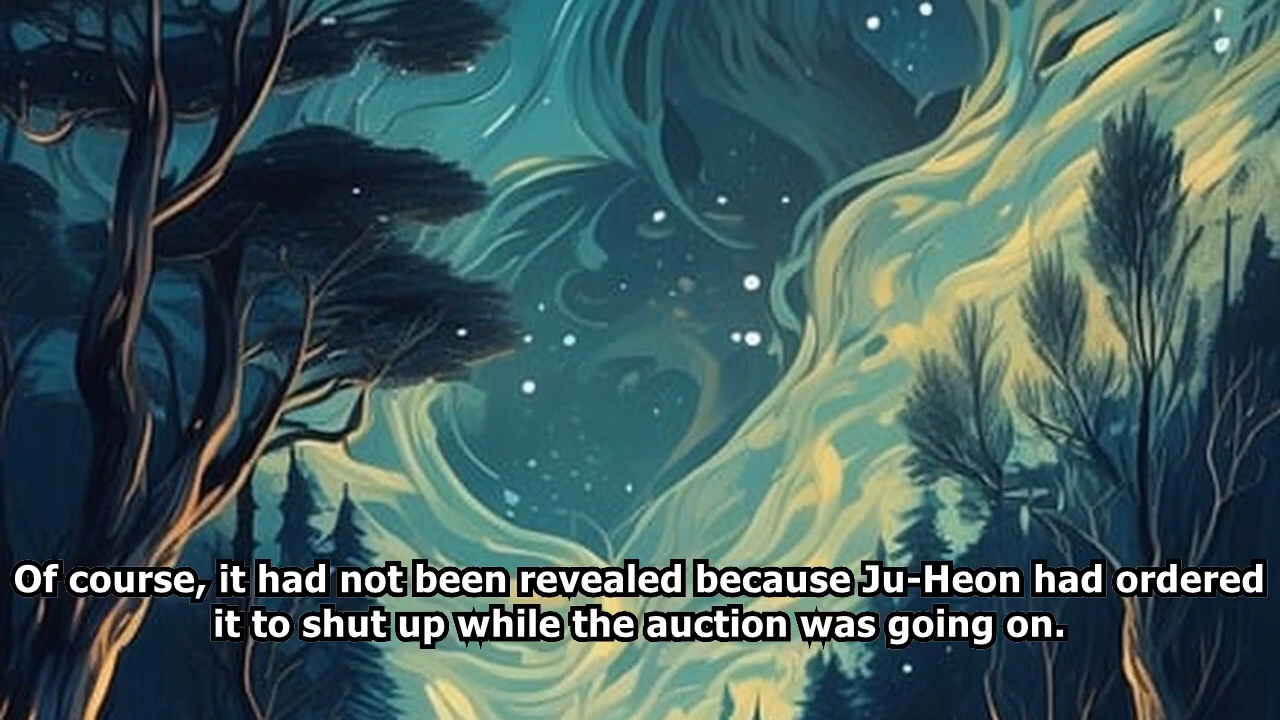 Of course, it had not been revealed because Ju-Heon had ordered
it to shut up while the auction was going on.